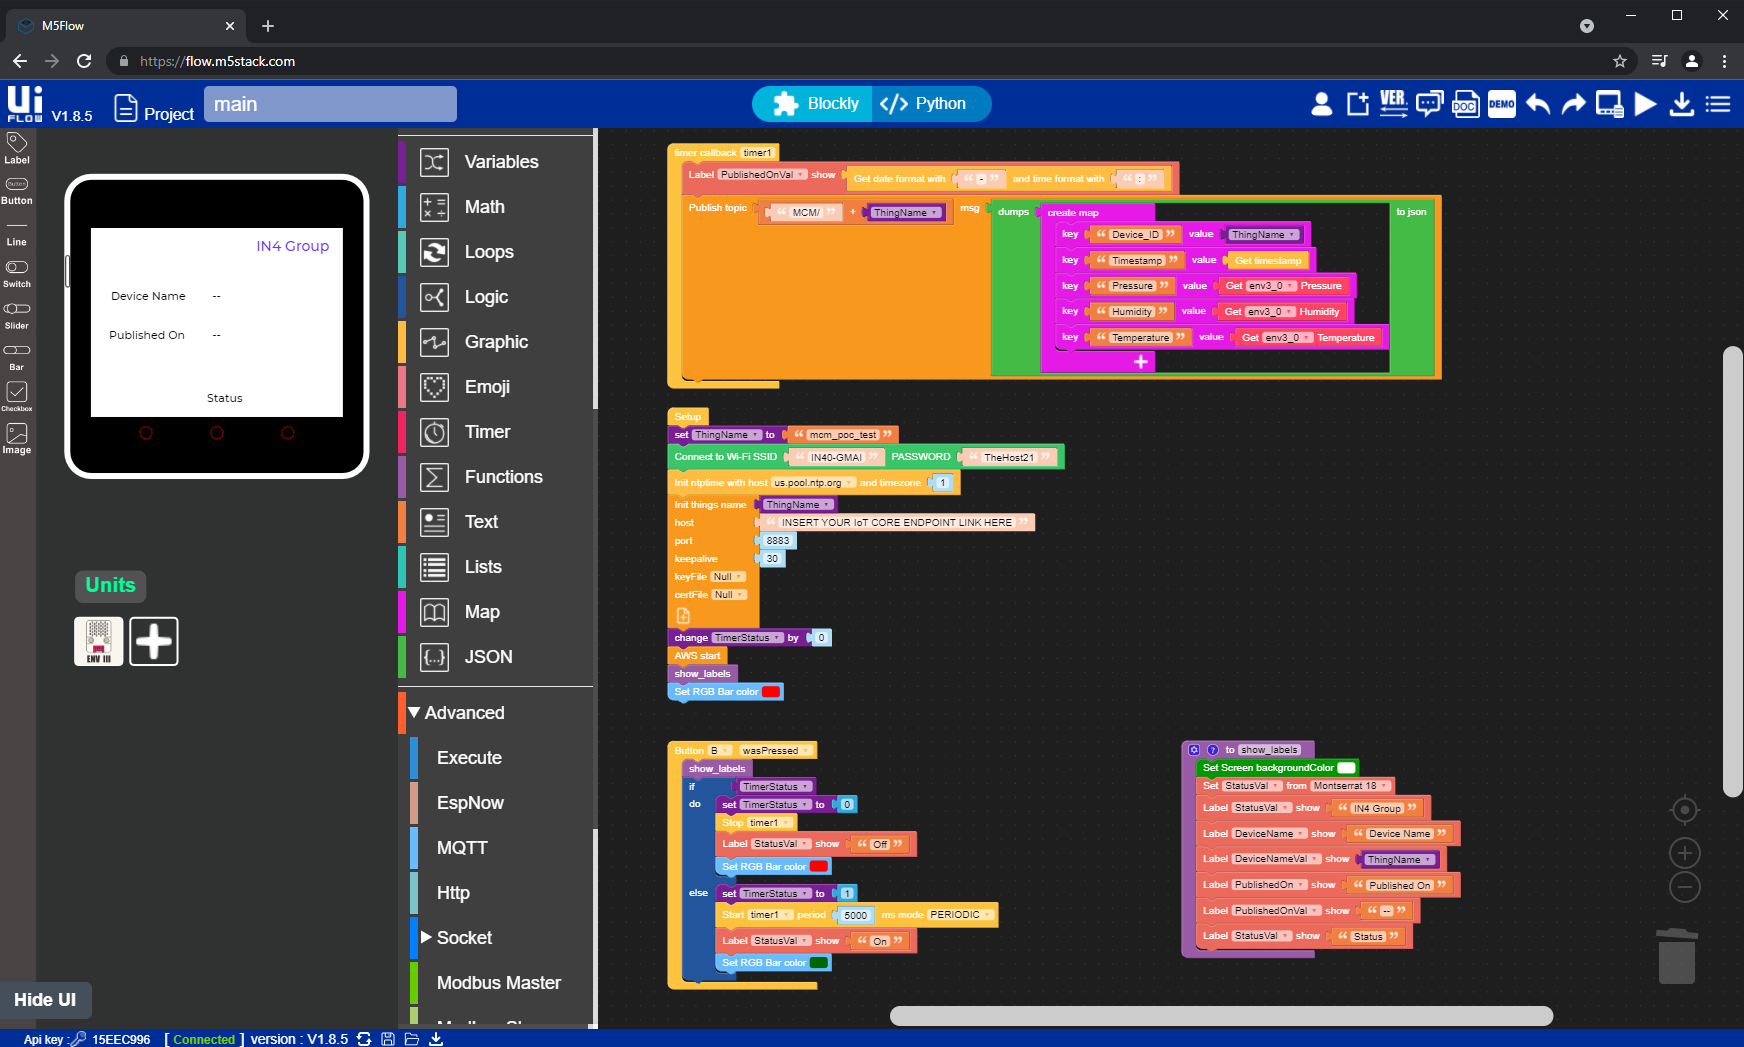 M5Flow
https://flow.m5stack.com
Ui FLOW V1.8.5 Project main Blockly Python VER. DOC DEMO
Label
Button
Button
Line
Switch
Slider
Bar
Checkbox
Image
IN4 Group
Device Name --
Published On --
Status
Units
ENV III
Hide UI
Variables
Math
Loops
Logic
Graphic
Emoji
Timer
Functions
Text
Lists
Map
JSON
Advanced
Execute
EspNow
MQTT
Http
Socket
Modbus Master
timer callback timer1
Label PublishedOnVal show Get date format with “ - ” and time format with “ : ”
Publish topic “ MCM/ ” + ThingName msg dumps create map to json
key “ Device_ID ” value ThingName
key “ Timestamp ” value Get timestamp
key “ Pressure ” value Get env3_0 Pressure
key “ Humidity ” value Get env3_0 Humidity
key “ Temperature ” value Get env3_0 Temperature
Setup
set ThingName to “ mcm_poc_test ”
Connect to Wi-Fi SSID “ IN40-GMAI ” PASSWORD “ TheHost21 ”
Init ntptime with host us.pool.ntp.org and timezone 1
Init things name ThingName
host “ INSERT YOUR IoT CORE ENDPOINT LINK HERE ”
port 8883
keepalive 30
keyFile Null
certFile Null
change TimerStatus by 0
AWS start
show_labels
Set RGB Bar color
Button B wasPressed
show_labels
if TimerStatus
do set TimerStatus to 0
Stop timer1
Label StatusVal show “ Off ”
Set RGB Bar color
else set TimerStatus to 1
Start timer1 period 5000 ms mode PERIODIC
Label StatusVal show “ On ”
Set RGB Bar color
? to show_labels
Set Screen backgroundColor
Set StatusVal from Montserrat 18
Label StatusVal show “ IN4 Group ”
Label DeviceName show “ Device Name ”
Label DeviceNameVal show ThingName
Label PublishedOn show “ Published On ”
Label PublishedOnVal show “ -- ”
Label StatusVal show “ Status ”
Api key : 15EEC996 [ Connected ] version : V1.8.5